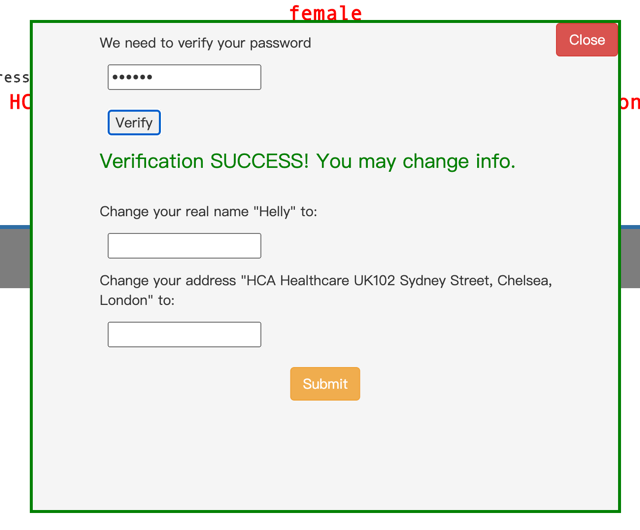 female
Close
We need to verify your password
ress
••••••
HC
on
Verify
Verification SUCCESS! You may change info.
Change your real name "Helly" to:
Change your address "HCA Healthcare UK102 Sydney Street, Chelsea,
London" to:
Submit